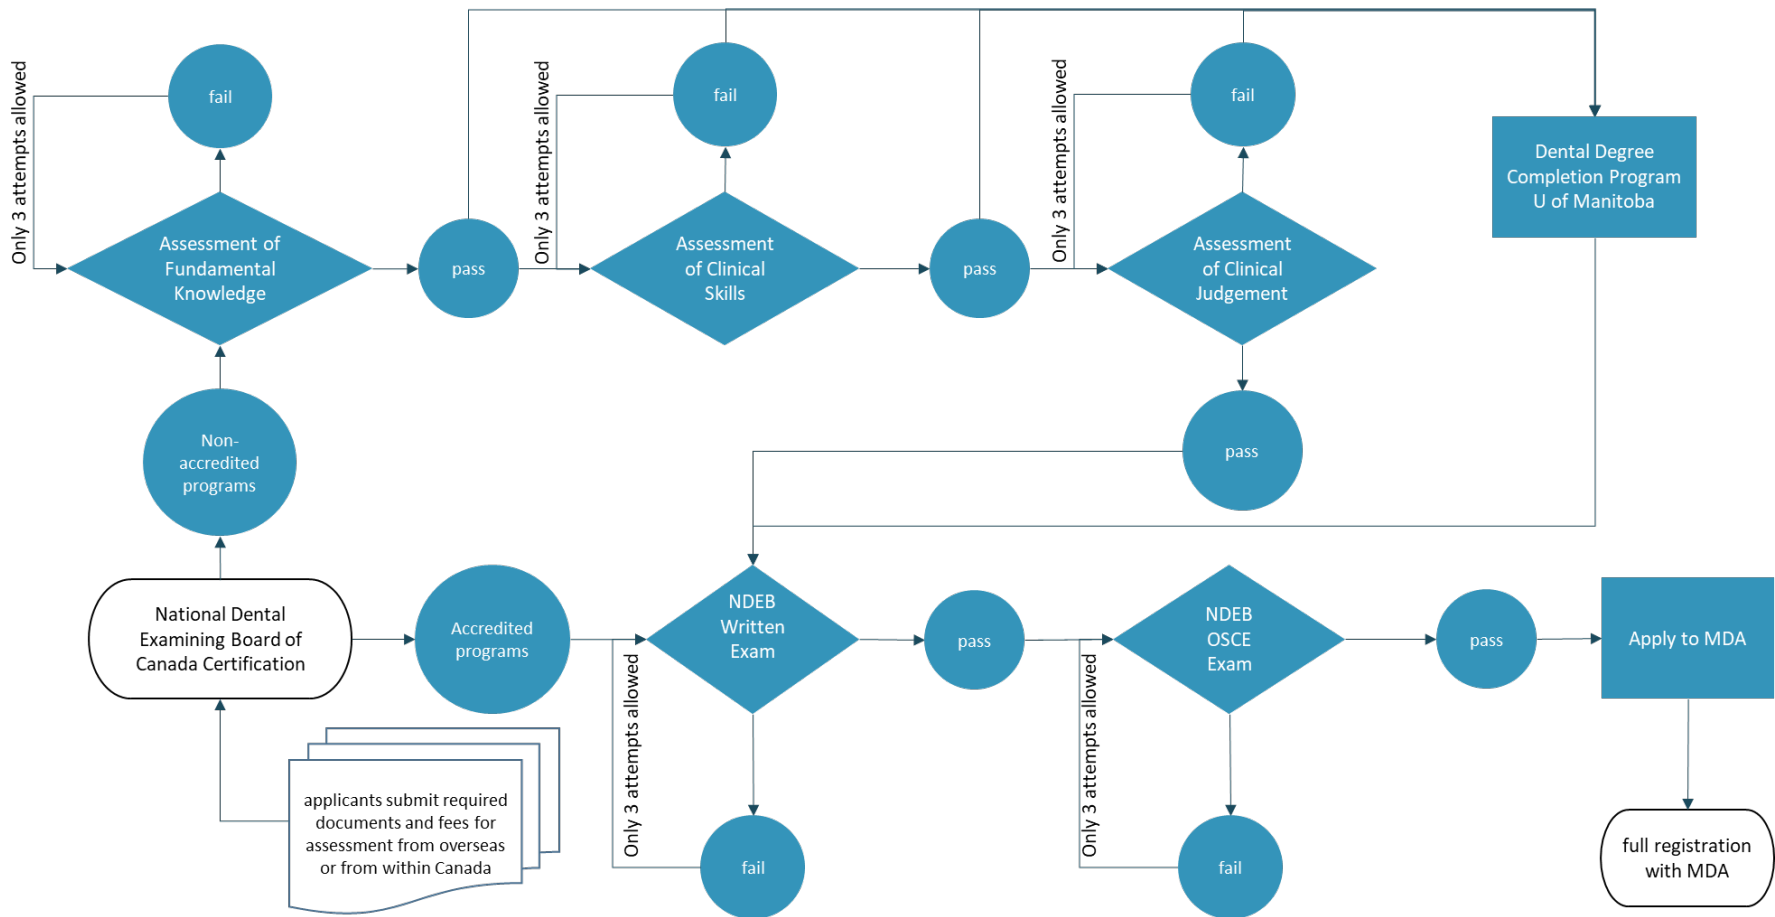 Only 3 attempts allowed
fail
Only 3 attempts allowed
fail
Only 3 attempts allowed
fail
Dental Degree
Completion Program
U of Manitoba
Assessment of
Fundamental
Knowledge
pass
Assessment
of Clinical
Skills
pass
Assessment
of Clinical
Judgement
Non-
accredited
programs
pass
National Dental
Examining Board of
Canada Certification
Accredited
programs
NDEB
Written
Exam
pass
NDEB
OSCE
Exam
pass
Apply to MDA
applicants submit required
documents and fees for
assessment from overseas
or from within Canada
Only 3 attempts allowed
fail
Only 3 attempts allowed
fail
full registration
with MDA